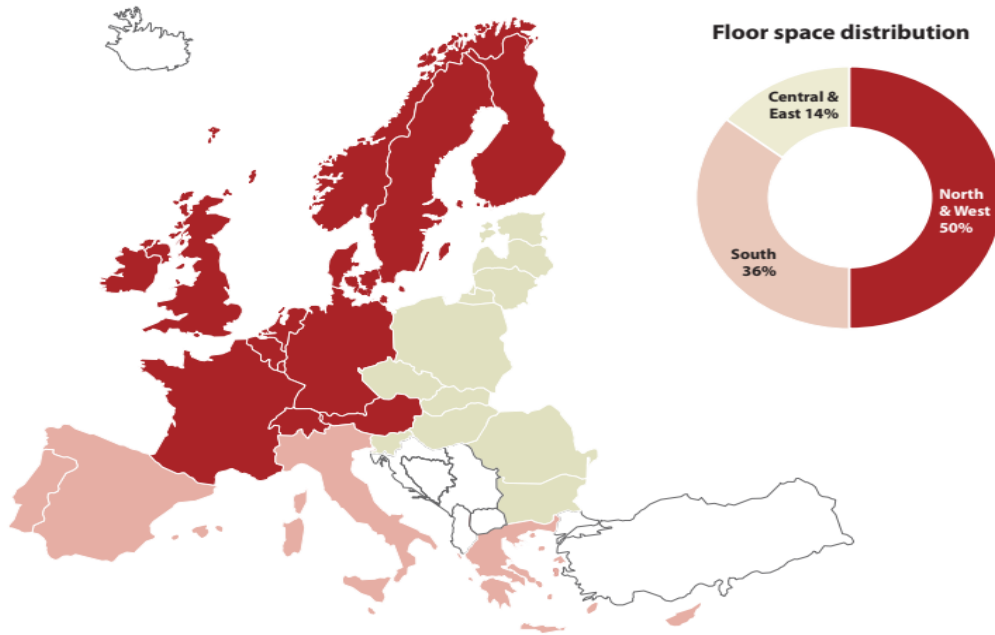 Floor space distribution
Central &
East 14%
North
& West
50%
South
36%